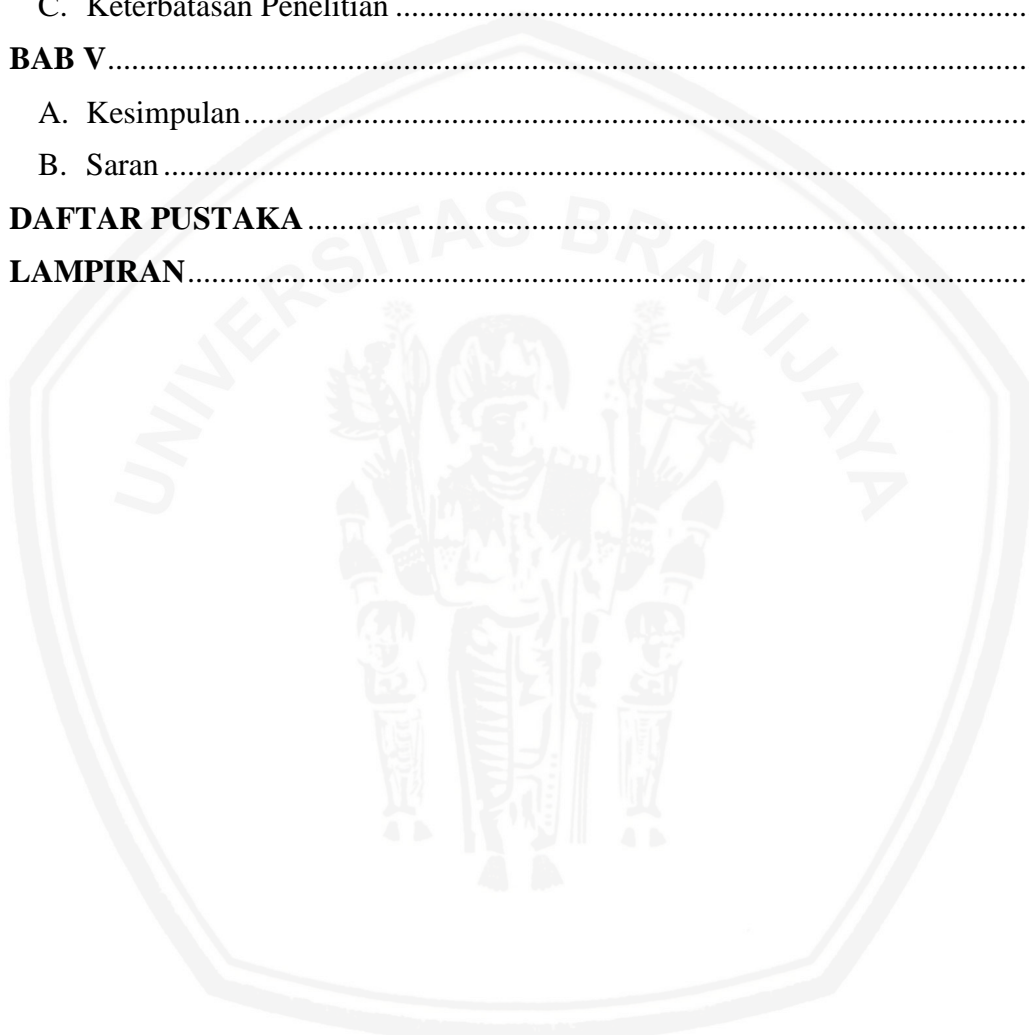 C. Keterbatasan Penelitian ........................................................................................
BAB V....................................................................................................................
A. Kesimpulan...................................................................................................
B. Saran .............................................................................................................
DAFTAR PUSTAKA ...........................................................................................
LAMPIRAN..........................................................................................................
UNIVERSITAS BRAWIJAYA